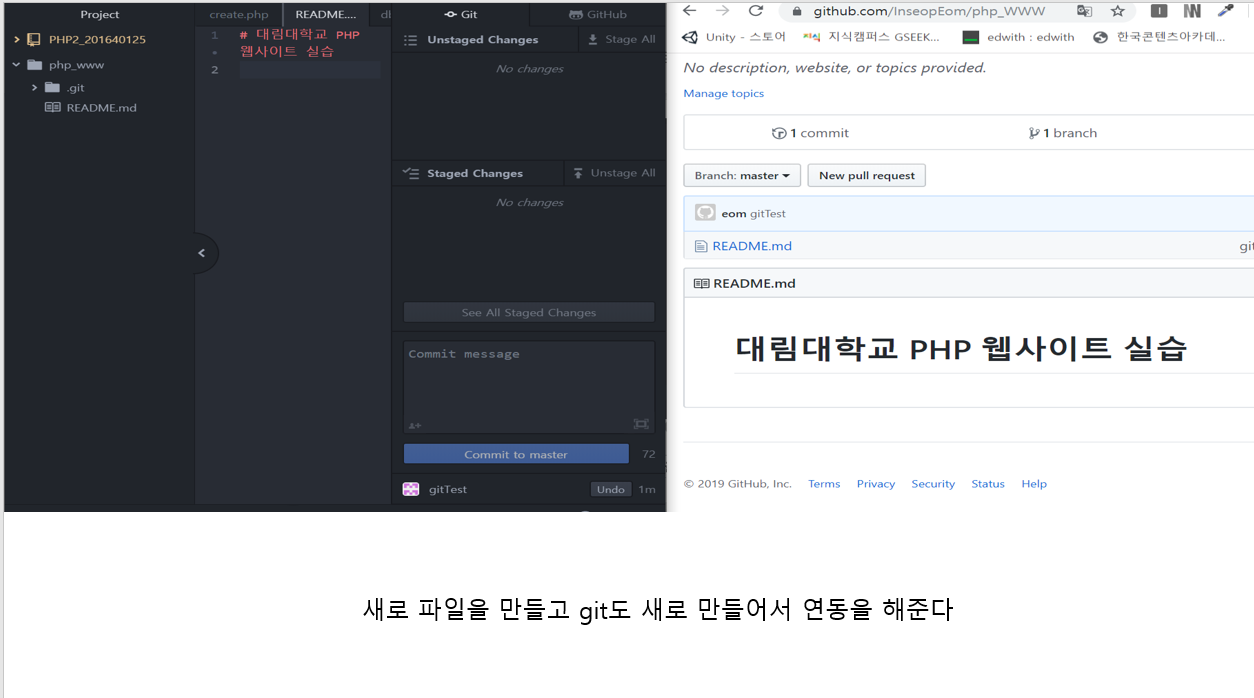 Project
PHP2_201640125
php_www
.git
README.md
create.php
README....
1 # 대림대학교 PHP
웹사이트 실습
2
Git
GitHub
Unstaged Changes
Stage All
No changes
Staged Changes
Unstage All
No changes
See All Staged Changes
Commit message
Commit to master
72
gitTest
Undo
1m
github.com/InseopEom/php_WWW
Unity - 스토어
지식캠퍼스 GSEEK...
edwith : edwith
한국콘텐츠아카데...
No description, website, or topics provided.
Manage topics
1 commit
1 branch
Branch: master
New pull request
eom gitTest
README.md
git
README.md
대림대학교 PHP 웹사이트 실습
© 2019 GitHub, Inc. Terms Privacy Security Status Help
새로 파일을 만들고 git도 새로 만들어서 연동을 해준다